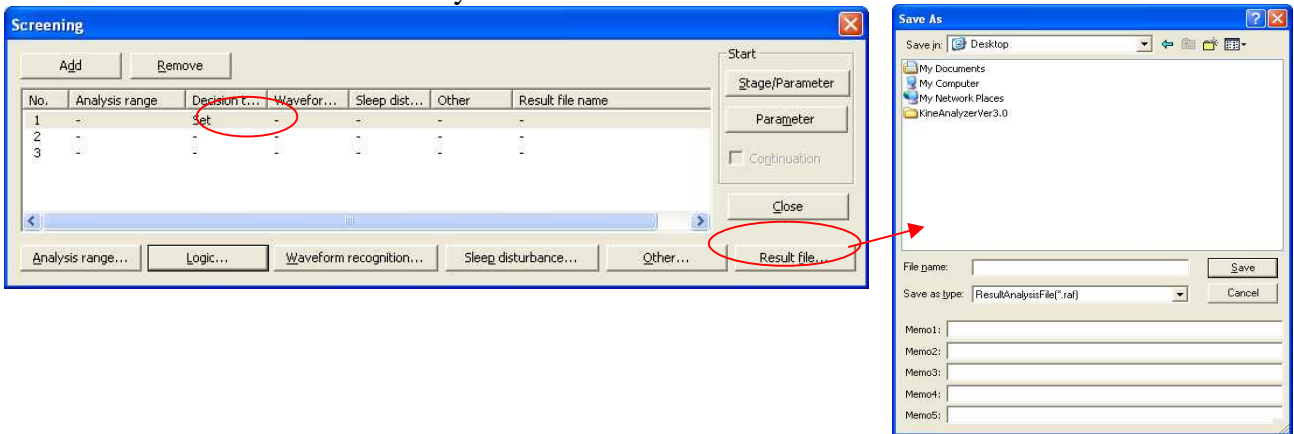 Screening
Add Remove
No. Analysis range Decision t... Wavefor... Sleep dist... Other Result file name
1 - Set - - - -
2 - - - - - -
3 - - - - - -
Start
Stage/Parameter
Parameter
Continuation
Close
Analysis range... Logic... Waveform recognition... Sleep disturbance... Other... Result file...
Save As
Save in: Desktop
My Documents
My Computer
My Network Places
KineAnalyzerVer3.0
File name: Save
Save as type: ResultAnalysisFile(*.raf) Cancel
Memo1:
Memo2:
Memo3:
Memo4:
Memo5: